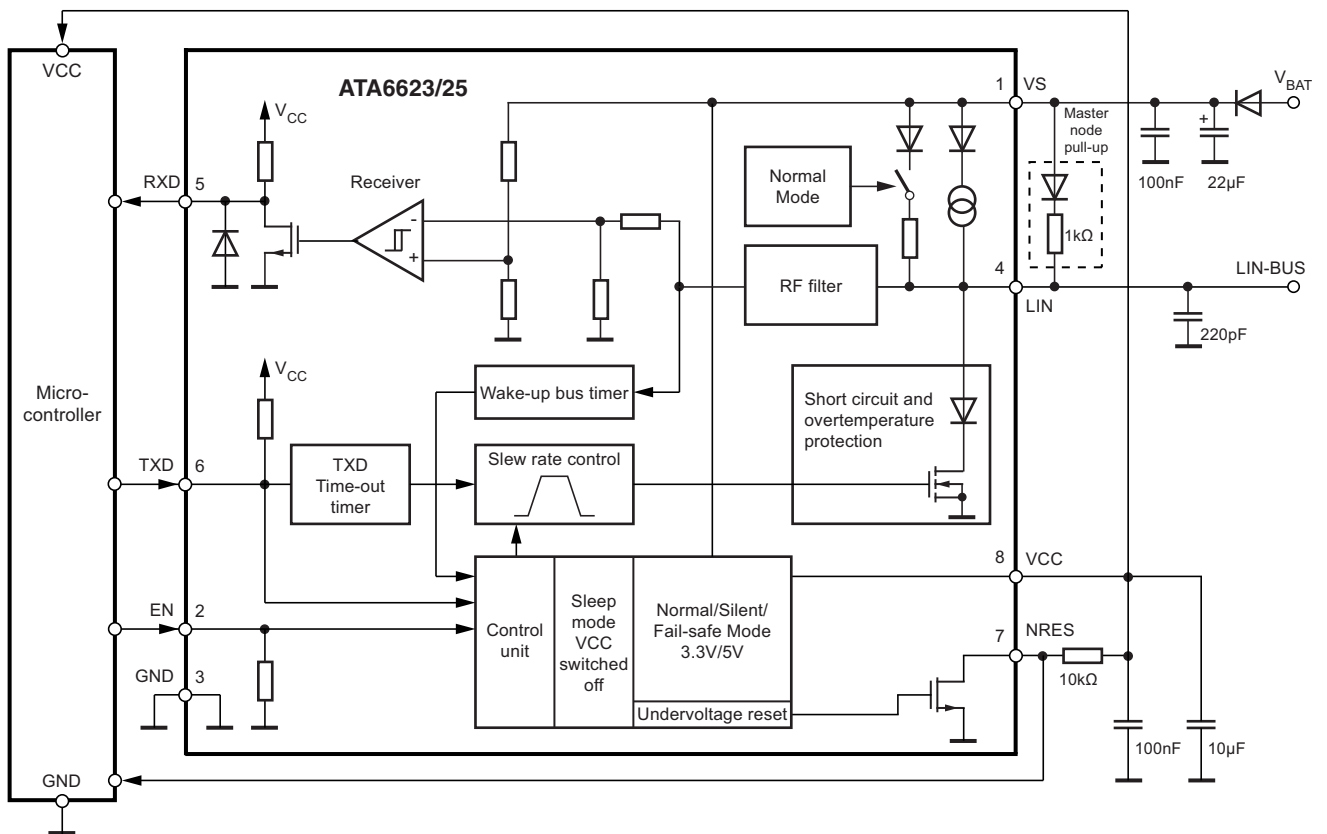 VCC
ATA6623/25
1
VS
VBAT
VCC
Master
node
pull-up
+
100nF
22µF
RXD
5
Receiver
Normal
Mode
-
+
1kΩ
4
LIN-BUS
RF filter
LIN
220pF
VCC
Micro-
controller
Wake-up bus timer
Short circuit and
overtemperature
protection
TXD
6
TXD
Time-out
timer
Slew rate control
8
VCC
EN
2
Control
unit
Sleep
mode
VCC
switched
off
Normal/Silent/
Fail-safe Mode
3.3V/5V
7
NRES
10kΩ
GND
3
Undervoltage reset
100nF
10µF
GND